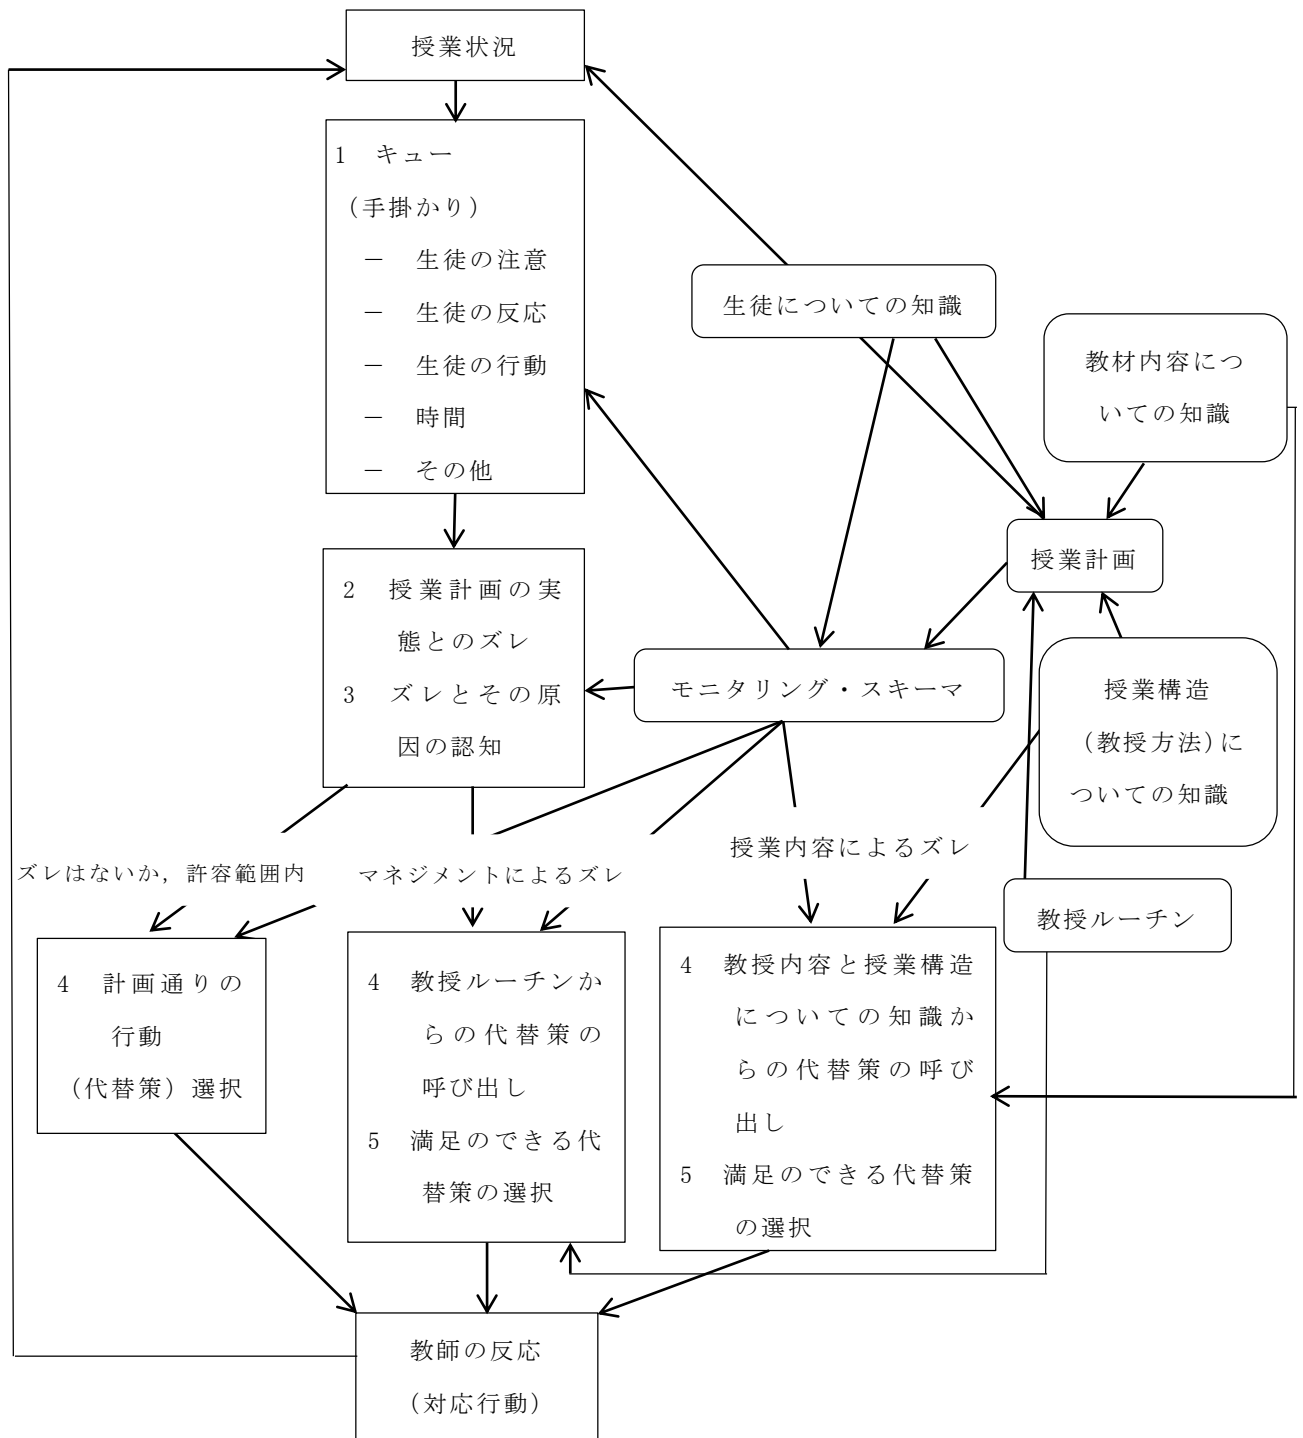 授業状況
1　キュー
（手掛かり）
－　生徒の注意
－　生徒の反応
－　生徒の行動
－　時間
－　その他
生徒についての知識
教材内容につ
いての知識
授業計画
2　授業計画の実
態とのズレ
3　ズレとその原
因の認知
モニタリング・スキーマ
授業構造
（教授方法）に
ついての知識
ズレはないか，許容範囲内
マネジメントによるズレ
授業内容によるズレ
教授ルーチン
4　計画通りの
行動
（代替策）選択
4　教授ルーチンか
らの代替策の
呼び出し
5　満足のできる代
替策の選択
4　教授内容と授業構造
についての知識か
らの代替策の呼び
出し
5　満足のできる代替策
の選択
教師の反応
（対応行動）